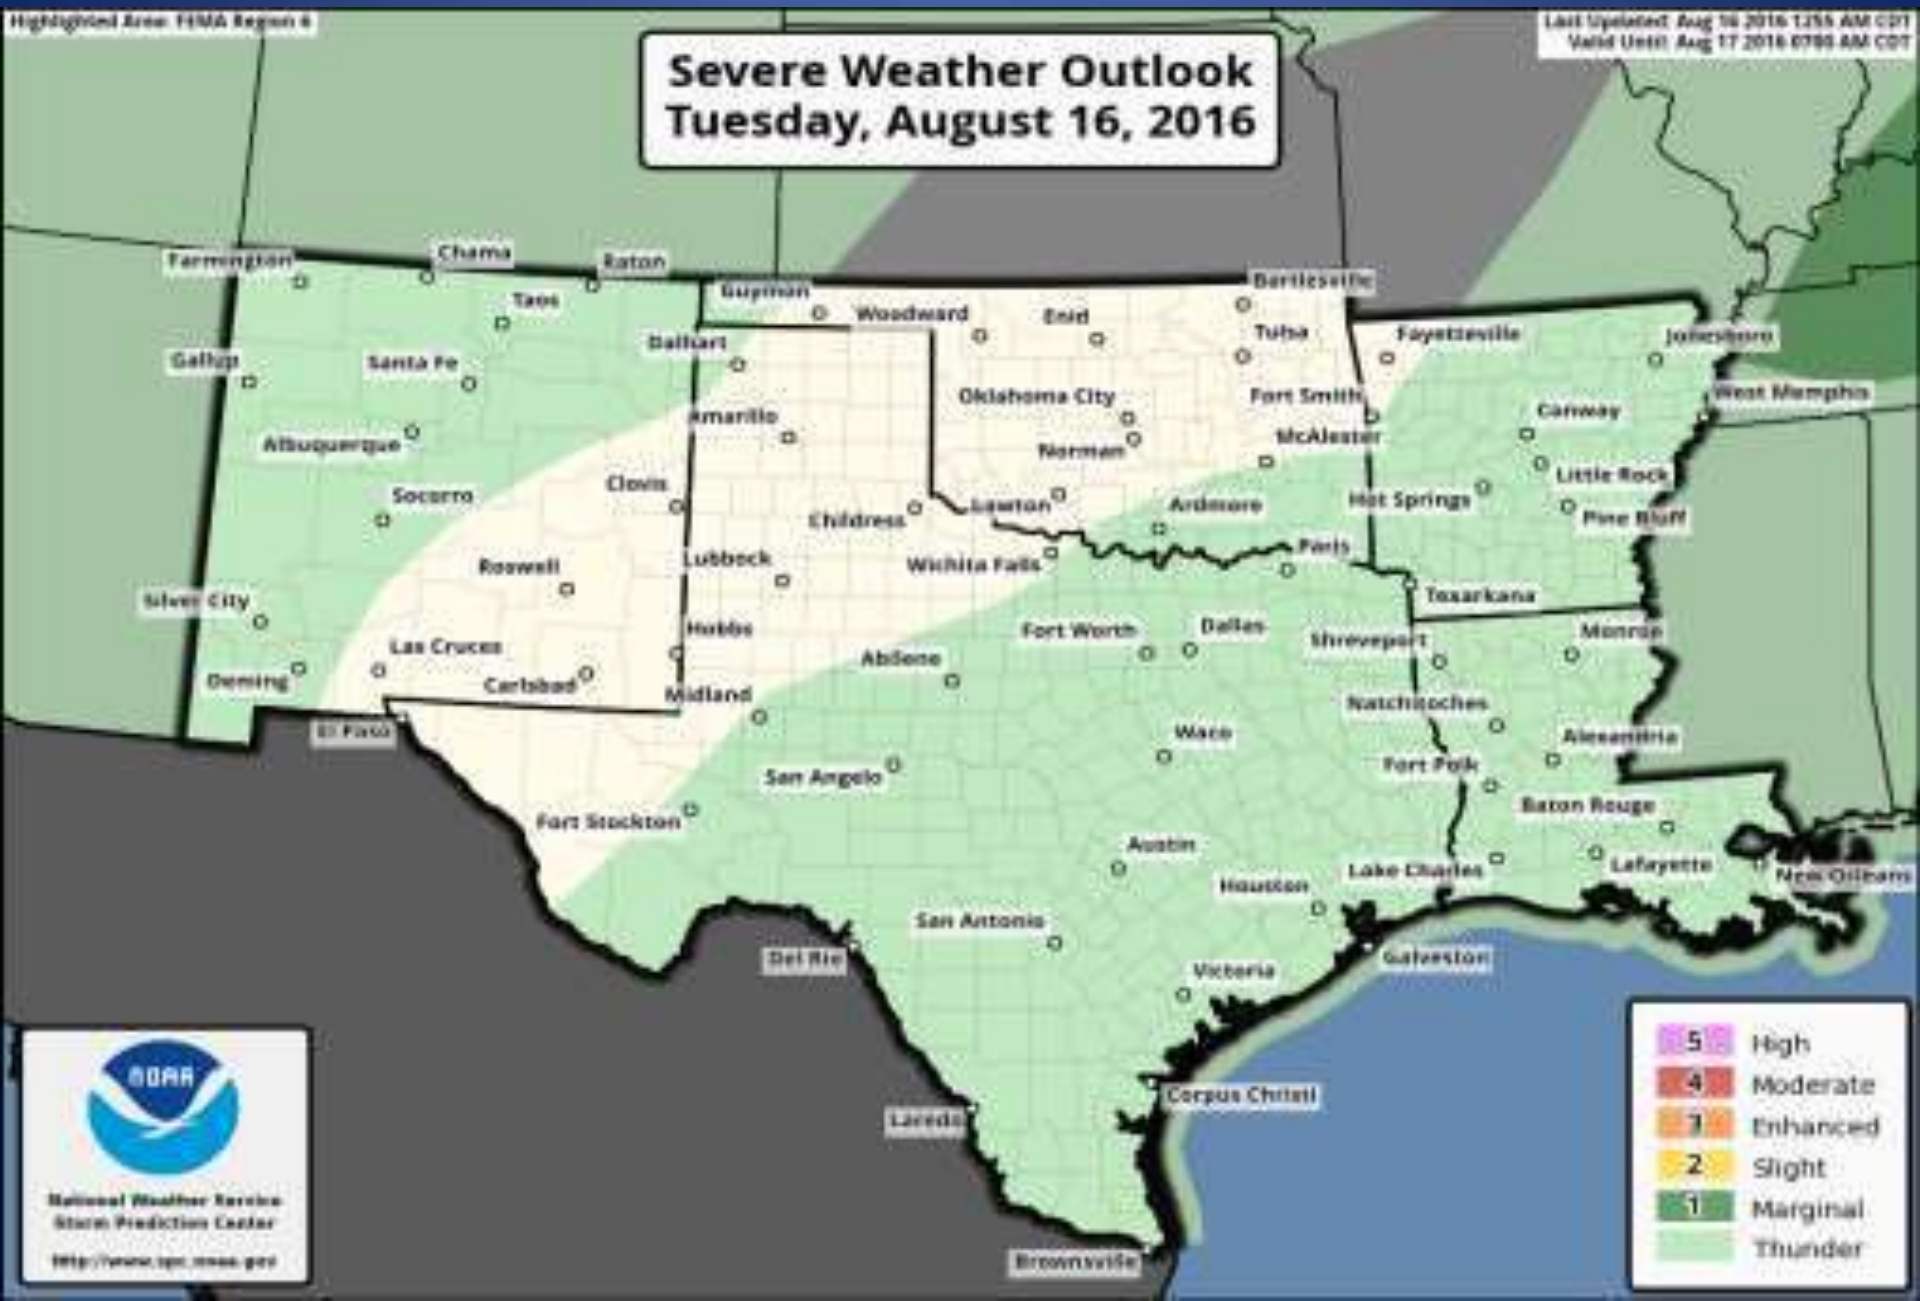 Highlighted Area: FEMA Region 6
Last Updated: Aug 16 2016 1255 AM CDT
Valid Until: Aug 17 2016 0700 AM CDT
Severe Weather Outlook
Tuesday, August 16, 2016
Farmington
Chama
Raton
Taos
Guymon
Woodward
Enid
Bartlesville
Tulsa
Fayetteville
Jonesboro
Gallup
Santa Fe
Dalhart
Oklahoma City
Fort Smith
West Memphis
Conway
Albuquerque
Amarillo
Norman
McAlester
Little Rock
Socorro
Clovis
Childress
Lawton
Ardmore
Hot Springs
Pine Bluff
Roswell
Lubbock
Wichita Falls
Paris
Texarkana
Silver City
Las Cruces
Hobbs
Fort Worth
Dallas
Shreveport
Monroe
Deming
Carlsbad
Midland
Abilene
Natchitoches
El Paso
Waco
Alexandria
San Angelo
Fort Polk
Fort Stockton
Baton Rouge
Austin
Houston
Lake Charles
Lafayette
New Orleans
San Antonio
Del Rio
Victoria
Galveston
Corpus Christi
Laredo
Brownsville
NOAA
National Weather Service
Storm Prediction Center
http://www.spc.noaa.gov
5 High
4 Moderate
3 Enhanced
2 Slight
1 Marginal
Thunder